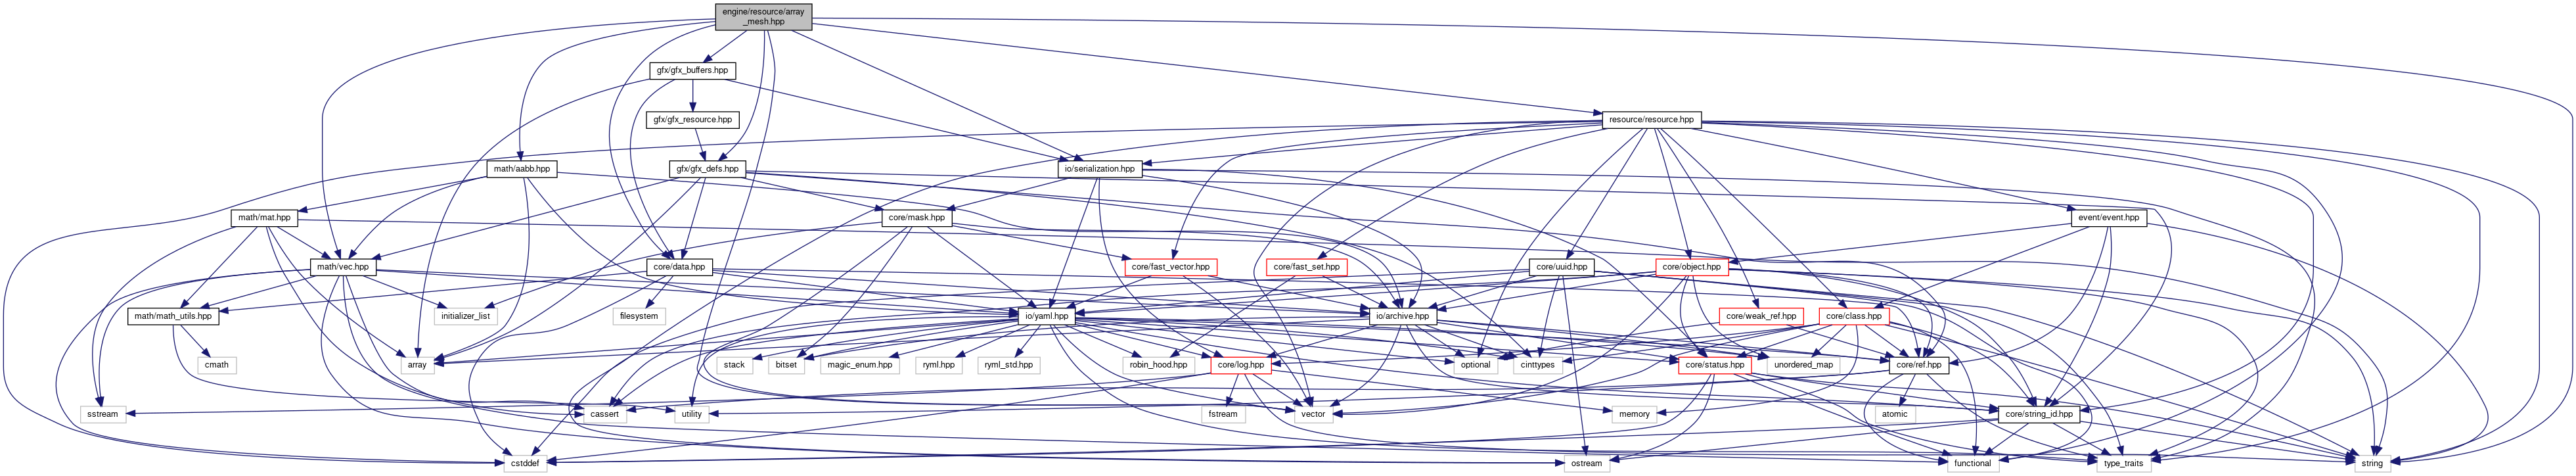 engine/resource/array
_mesh.hpp
gfx/gfx_buffers.hpp
gfx/gfx_resource.hpp
resource/resource.hpp
math/aabb.hpp
gfx/gfx_defs.hpp
io/serialization.hpp
math/mat.hpp
core/mask.hpp
event/event.hpp
math/vec.hpp
core/data.hpp
core/fast_vector.hpp
core/fast_set.hpp
core/uuid.hpp
core/object.hpp
math/math_utils.hpp
initializer_list
filesystem
io/yaml.hpp
io/archive.hpp
core/weak_ref.hpp
core/class.hpp
cmath
array
stack
bitset
magic_enum.hpp
ryml.hpp
ryml_std.hpp
robin_hood.hpp
core/log.hpp
optional
cinttypes
core/status.hpp
unordered_map
core/ref.hpp
sstream
cassert
utility
fstream
vector
memory
atomic
core/string_id.hpp
cstddef
ostream
functional
type_traits
string